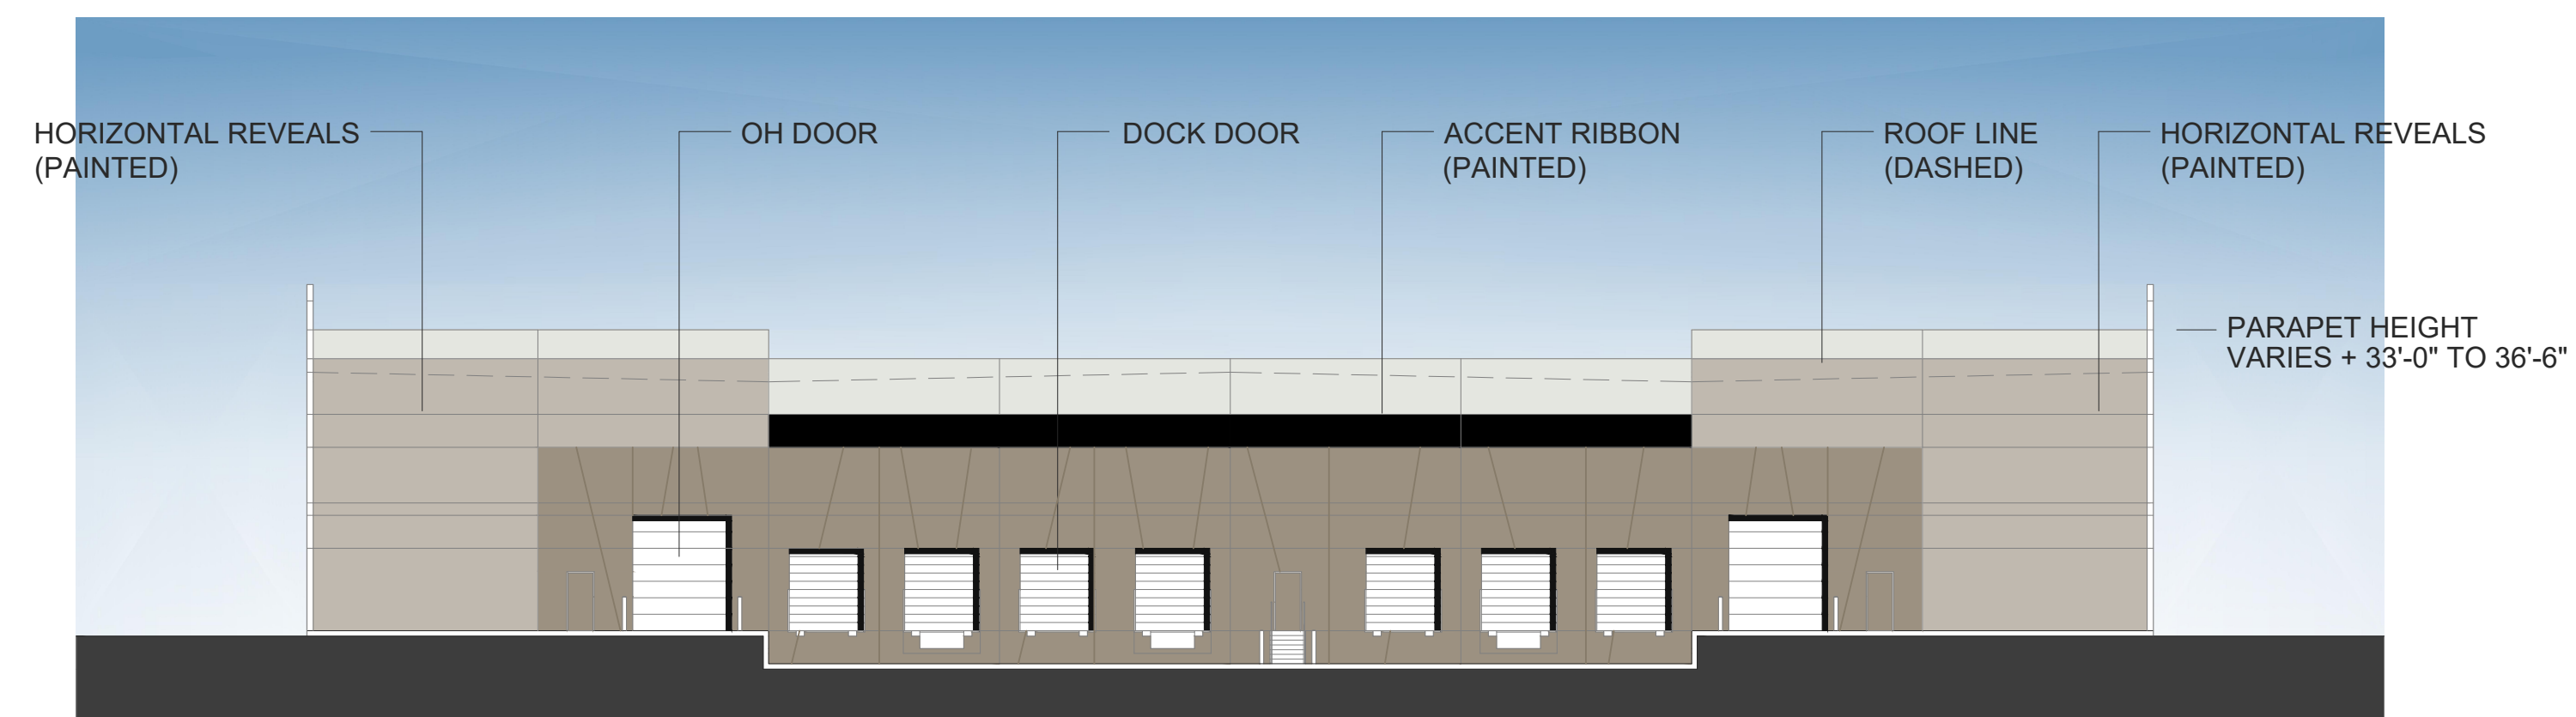 HORIZONTAL REVEALS
(PAINTED)
OH DOOR
DOCK DOOR
ACCENT RIBBON
(PAINTED)
ROOF LINE
(DASHED)
HORIZONTAL REVEALS
(PAINTED)
PARAPET HEIGHT
VARIES + 33'-0" TO 36'-6"